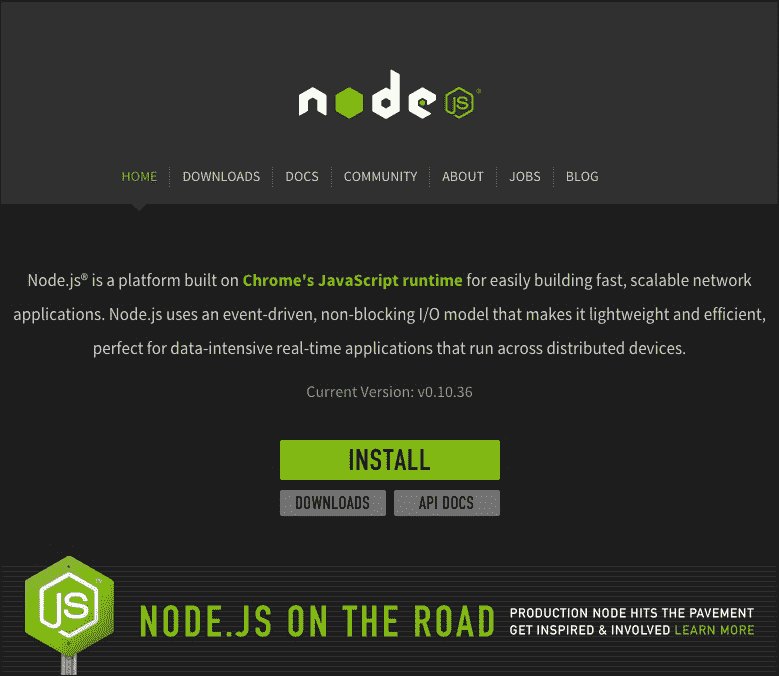 node JS®
HOME DOWNLOADS DOCS COMMUNITY ABOUT JOBS BLOG
Node.js® is a platform built on Chrome's JavaScript runtime for easily building fast, scalable network
applications. Node.js uses an event-driven, non-blocking I/O model that makes it lightweight and efficient,
perfect for data-intensive real-time applications that run across distributed devices.
Current Version: v0.10.36
INSTALL
DOWNLOADS API DOCS
JS
NODE.JS ON THE ROAD
PRODUCTION NODE HITS THE PAVEMENT
GET INSPIRED & INVOLVED LEARN MORE